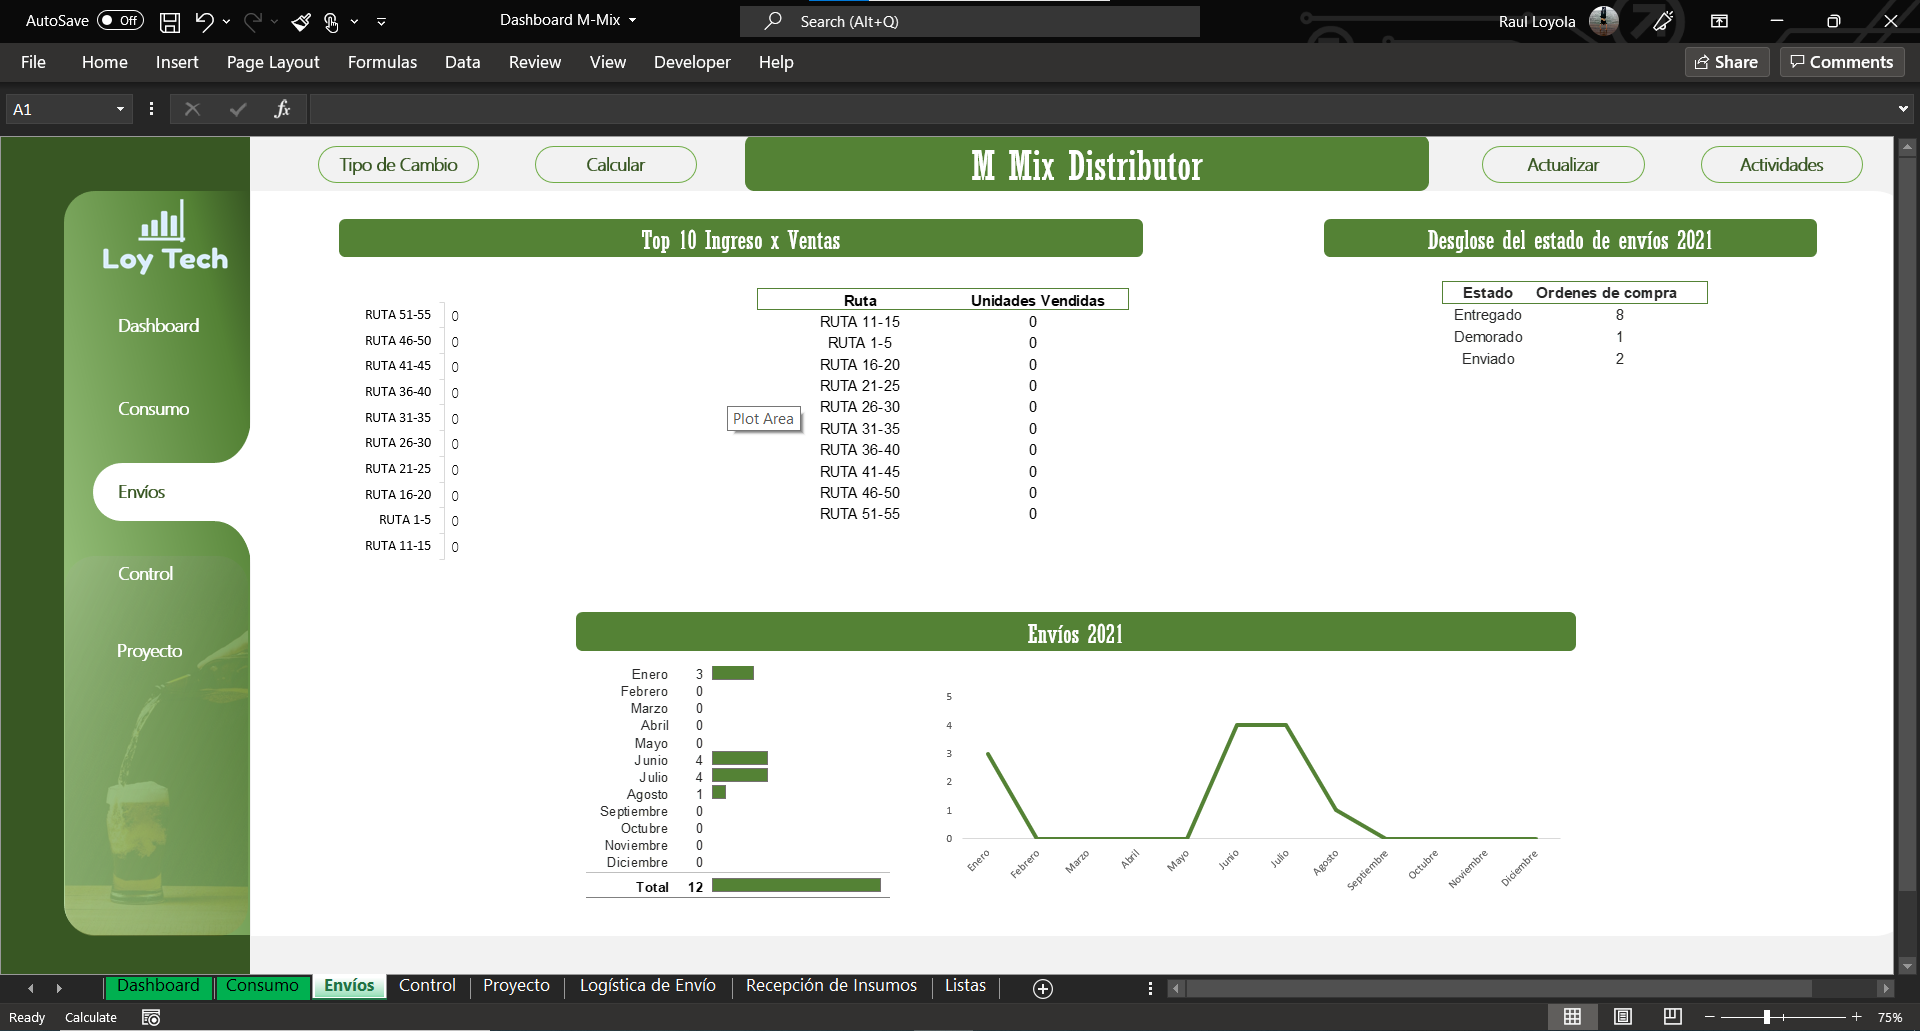 AutoSave Off
Dashboard M-Mix
Search (Alt+Q)
Raul Loyola
File Home Insert Page Layout Formulas Data Review View Developer Help
Share Comments
A1
fx
Tipo de Cambio
Calcular
M Mix Distributor
Actualizar
Actividades
Loy Tech
Dashboard
Consumo
Envíos
Control
Proyecto
Top 10 Ingreso x Ventas
RUTA 51-55 0
RUTA 46-50 0
RUTA 41-45 0
RUTA 36-40 0
RUTA 31-35 0
RUTA 26-30 0
RUTA 21-25 0
RUTA 16-20 0
RUTA 1-5 0
RUTA 11-15 0
Plot Area
Ruta Unidades Vendidas
RUTA 11-15 0
RUTA 1-5 0
RUTA 16-20 0
RUTA 21-25 0
RUTA 26-30 0
RUTA 31-35 0
RUTA 36-40 0
RUTA 41-45 0
RUTA 46-50 0
RUTA 51-55 0
Desglose del estado de envíos 2021
Estado Ordenes de compra
Entregado 8
Demorado 1
Enviado 2
Envíos 2021
Enero 3
Febrero 0
Marzo 0
Abril 0
Mayo 0
Junio 4
Julio 4
Agosto 1
Septiembre 0
Octubre 0
Noviembre 0
Diciembre 0
Total 12
5
4
3
2
1
0
Enero Febrero Marzo Abril Mayo Junio Julio Agosto Septiembre Octubre Noviembre Diciembre
Dashboard Consumo Envíos Control Proyecto Logística de Envío Recepción de Insumos Listas
Ready Calculate
75%